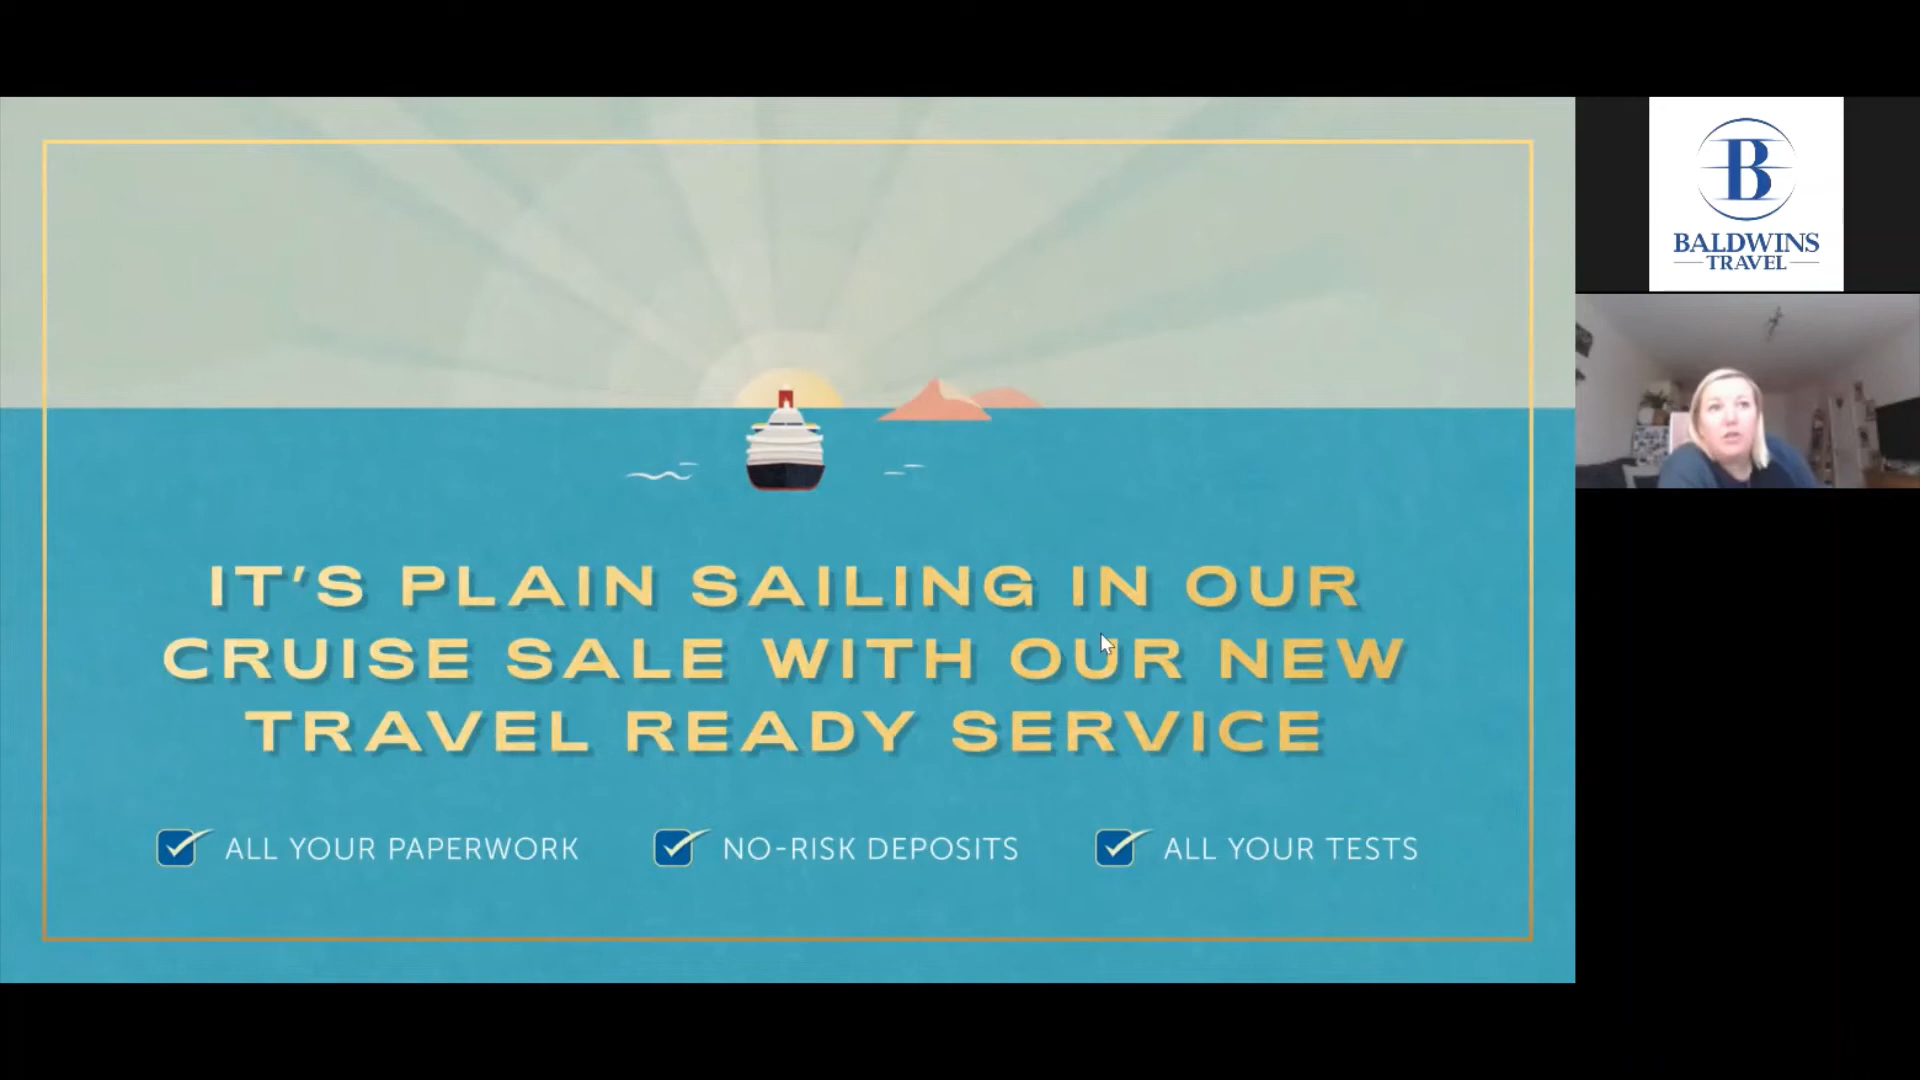 IT'S PLAIN SAILING IN OUR
CRUISE SALE WITH OUR NEW
TRAVEL READY SERVICE
ALL YOUR PAPERWORK
NO-RISK DEPOSITS
ALL YOUR TESTS
B
BALDWINS
TRAVEL